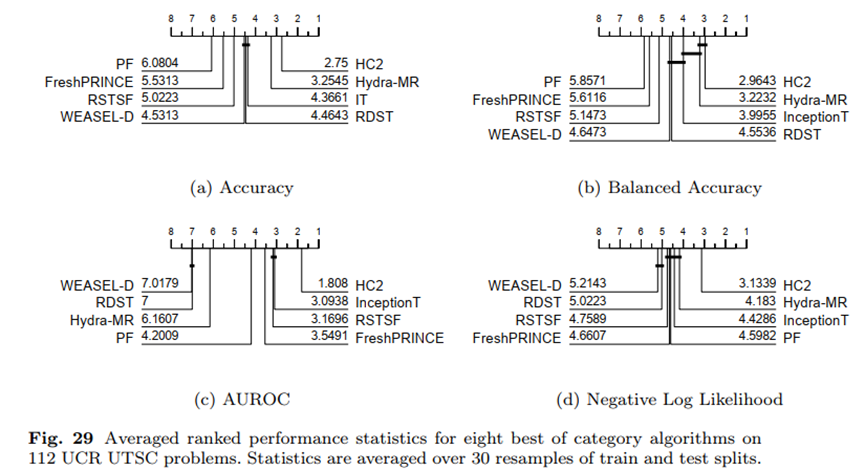 8 7 6 5 4 3 2 1
PF 6.0804 2.75 HC2
FreshPRINCE 5.5313 3.2545 Hydra-MR
RSTSF 5.0223 4.3661 IT
WEASEL-D 4.5313 4.4643 RDST
(a) Accuracy
8 7 6 5 4 3 2 1
PF 5.8571 2.9643 HC2
FreshPRINCE 5.6116 3.2232 Hydra-MR
RSTSF 5.1473 3.9955 InceptionT
WEASEL-D 4.6473 4.5536 RDST
(b) Balanced Accuracy
8 7 6 5 4 3 2 1
WEASEL-D 7.0179 1.808 HC2
RDST 7 3.0938 InceptionT
Hydra-MR 6.1607 3.1696 RSTSF
PF 4.2009 3.5491 FreshPRINCE
(c) AUROC
8 7 6 5 4 3 2 1
WEASEL-D 5.2143 3.1339 HC2
RDST 5.0223 4.183 Hydra-MR
RSTSF 4.7589 4.4286 InceptionT
FreshPRINCE 4.6607 4.5982 PF
(d) Negative Log Likelihood
Fig. 29 Averaged ranked performance statistics for eight best of category algorithms on
112 UCR UTSC problems. Statistics are averaged over 30 resamples of train and test splits.